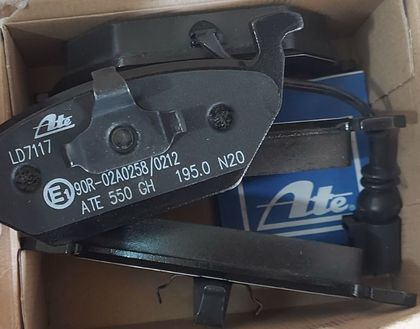 Ate
LD7117
E1 90R-02A0258/0212
ATE 550 GH 195.0 N20
Ate